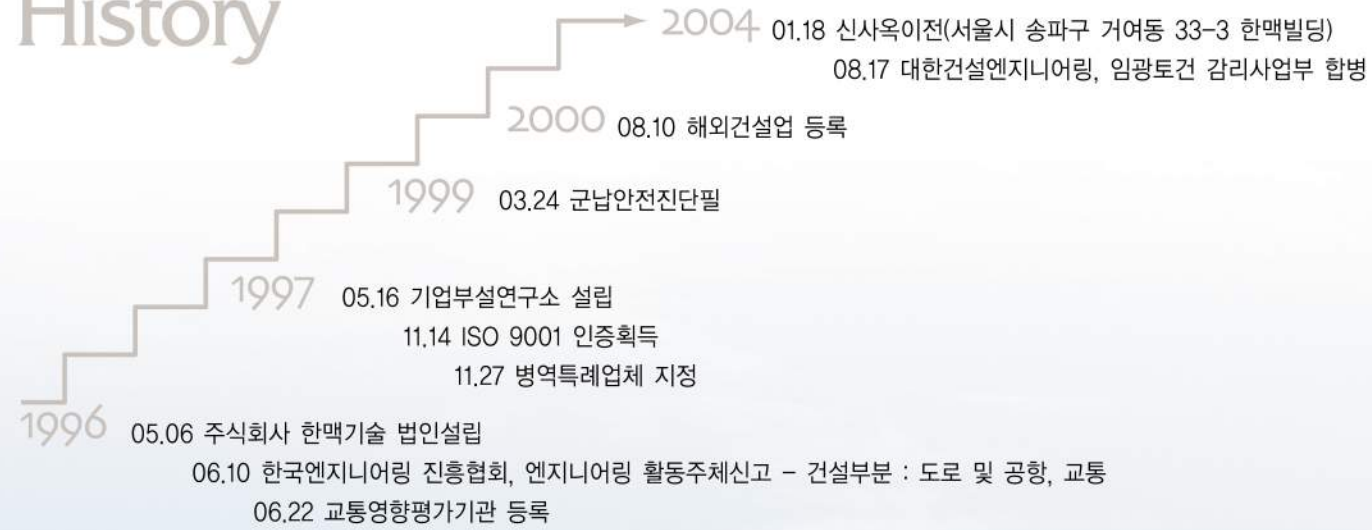 History
2004 01.18 신사옥이전(서울시 송파구 거여동 33-3 한맥빌딩)
08.17 대한건설엔지니어링, 임광토건 감리사업부 합병
2000 08.10 해외건설업 등록
1999 03.24 군납안전진단필
1997 05.16 기업부설연구소 설립
11.14 ISO 9001 인증획득
11.27 병역특례업체 지정
1996 05.06 주식회사 한맥기술 법인설립
06.10 한국엔지니어링 진흥협회, 엔지니어링 활동주체신고 - 건설부분 : 도로 및 공항, 교통
06.22 교통영향평가기관 등록